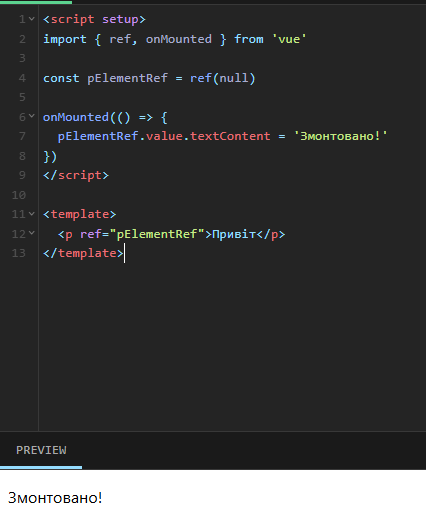 1 <script setup>
2 import { ref, onMounted } from 'vue'
3
4 const pElementRef = ref(null)
5
6 onMounted(() => {
7   pElementRef.value.textContent = 'Змонтовано!'
8 })
9 </script>
10
11 <template>
12   <p ref="pElementRef">Привіт</p>
13 </template>
PREVIEW
Змонтовано!